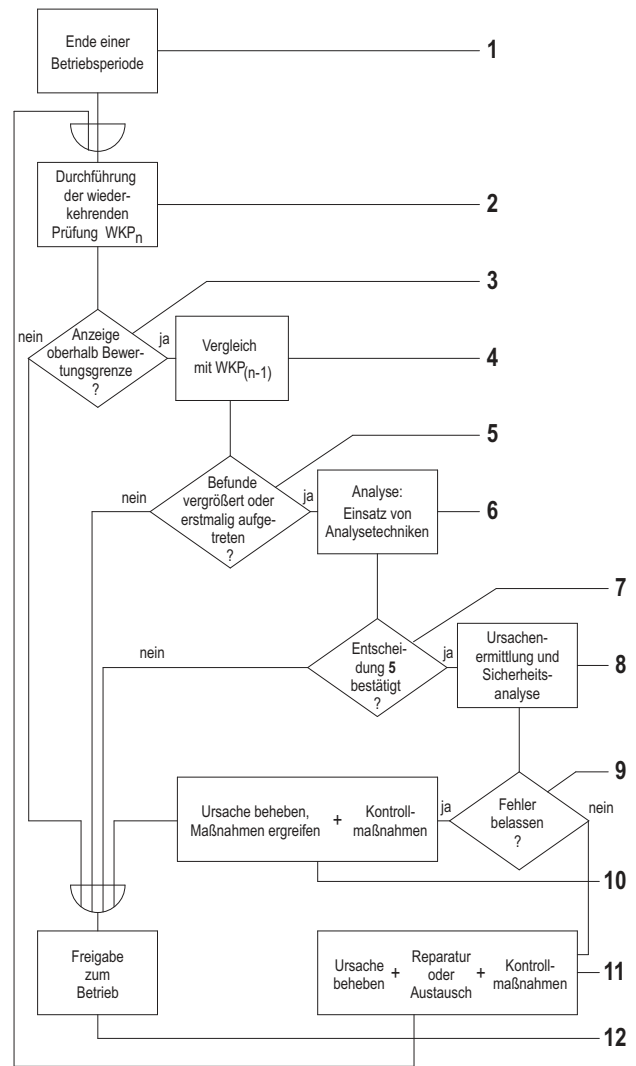 Ende einer
Betriebsperiode
1
Durchführung
der wieder-
kehrenden
Prüfung WKPn
2
3
nein
Anzeige
oberhalb Bewer-
tungsgrenze
?
ja
Vergleich
mit WKP(n-1)
4
5
nein
Befunde
vergrößert oder
erstmalig aufge-
treten
?
ja
Analyse:
Einsatz von
Analysetechniken
6
7
nein
Entschei-
dung 5
bestätigt
?
ja
Ursachen-
ermittlung und
Sicherheits-
analyse
8
9
Ursache beheben,
Maßnahmen ergreifen
+
Kontroll-
maßnahmen
ja
Fehler
belassen
?
nein
10
Freigabe
zum
Betrieb
Ursache
beheben
+
Reparatur
oder
Austausch
+
Kontroll-
maßnahmen
11
12